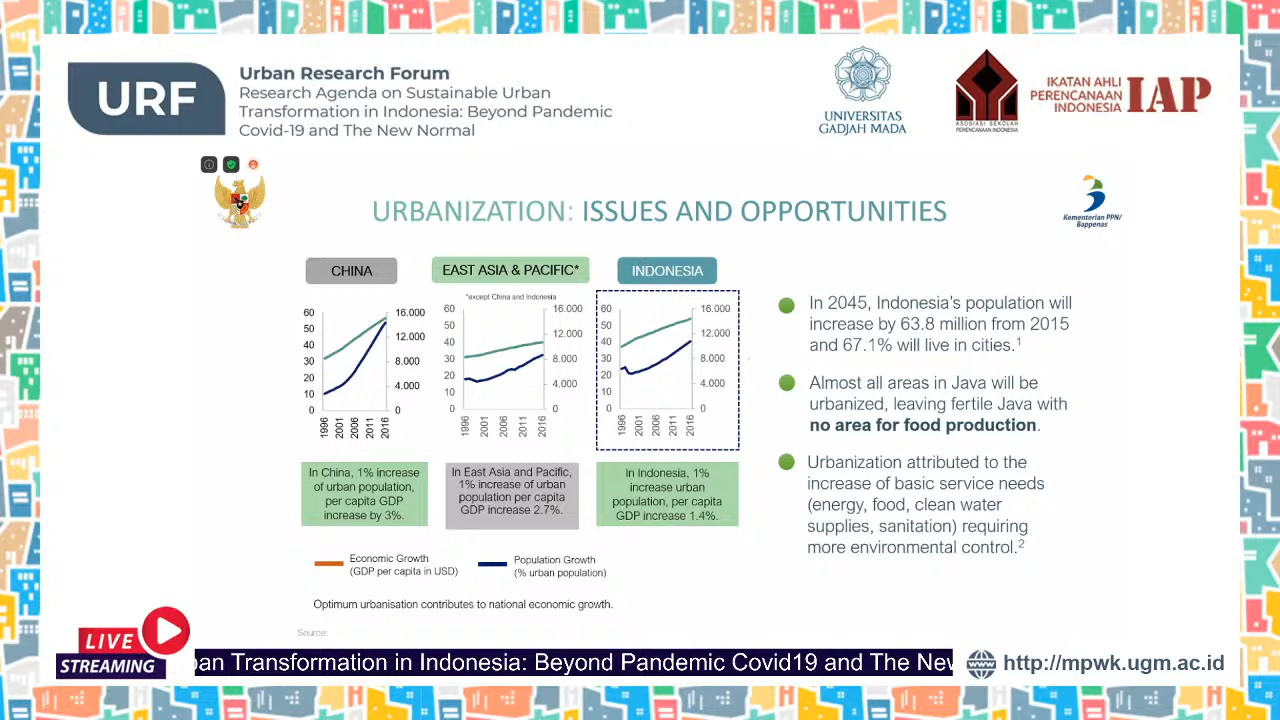 URF
Urban Research Forum
Research Agenda on Sustainable Urban
Transformation in Indonesia: Beyond Pandemic
Covid-19 and The New Normal
UNIVERSITAS
GADJAH MADA
ASOSIASI SEKOLAH
PERENCANAAN INDONESIA
IKATAN AHLI
PERENCANAAN
INDONESIA
IAP
URBANIZATION: ISSUES AND OPPORTUNITIES
Kementerian PPN/
Bappenas
CHINA
EAST ASIA & PACIFIC*
INDONESIA
*except China and Indonesia
60
50
40
30
20
10
0
16.000
12.000
8.000
4.000
0
1996
2001
2006
2011
2016
60
50
40
30
20
10
0
16.000
12.000
8.000
4.000
0
1996
2001
2006
2011
2016
60
50
40
30
20
10
0
16.000
12.000
8.000
4.000
0
1996
2001
2006
2011
2016
In China, 1% increase
of urban population,
per capita GDP
increase by 3%.
In East Asia and Pacific,
1% increase of urban
population per capita
GDP increase 2.7%.
In Indonesia, 1%
increase urban
population, per capita
GDP increase 1.4%.
Economic Growth
(GDP per capita in USD)
Population Growth
(% urban population)
Optimum urbanisation contributes to national economic growth.
Source:
In 2045, Indonesia's population will
increase by 63.8 million from 2015
and 67.1% will live in cities.1
Almost all areas in Java will be
urbanized, leaving fertile Java with
no area for food production.
Urbanization attributed to the
increase of basic service needs
(energy, food, clean water
supplies, sanitation) requiring
more environmental control.2
LIVE
STREAMING
ban Transformation in Indonesia: Beyond Pandemic Covid19 and The New
http://mpwk.ugm.ac.id